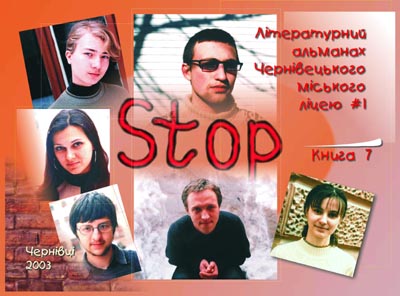 Літературний
альманах
Чернівецького
міського
ліцею #1
Stop
Книга 7
Чернівці
2003